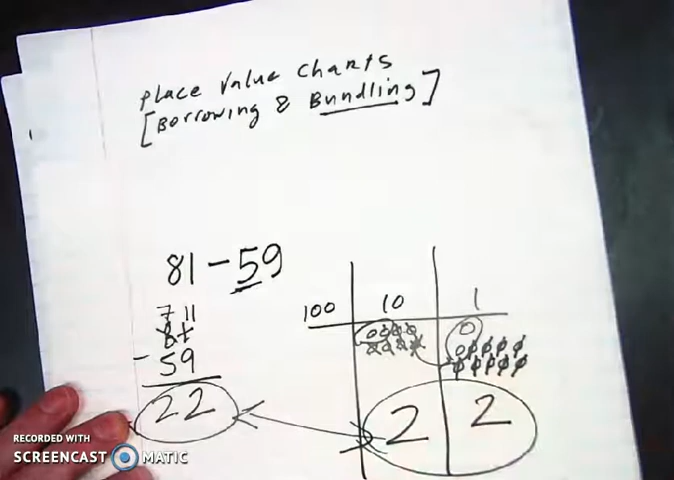 Place Value Charts
[Borrowing & Bundling]
81 - 59
7 11
81
- 59
22
100 10 1
2 2
RECORDED WITH
SCREENCAST MATIC